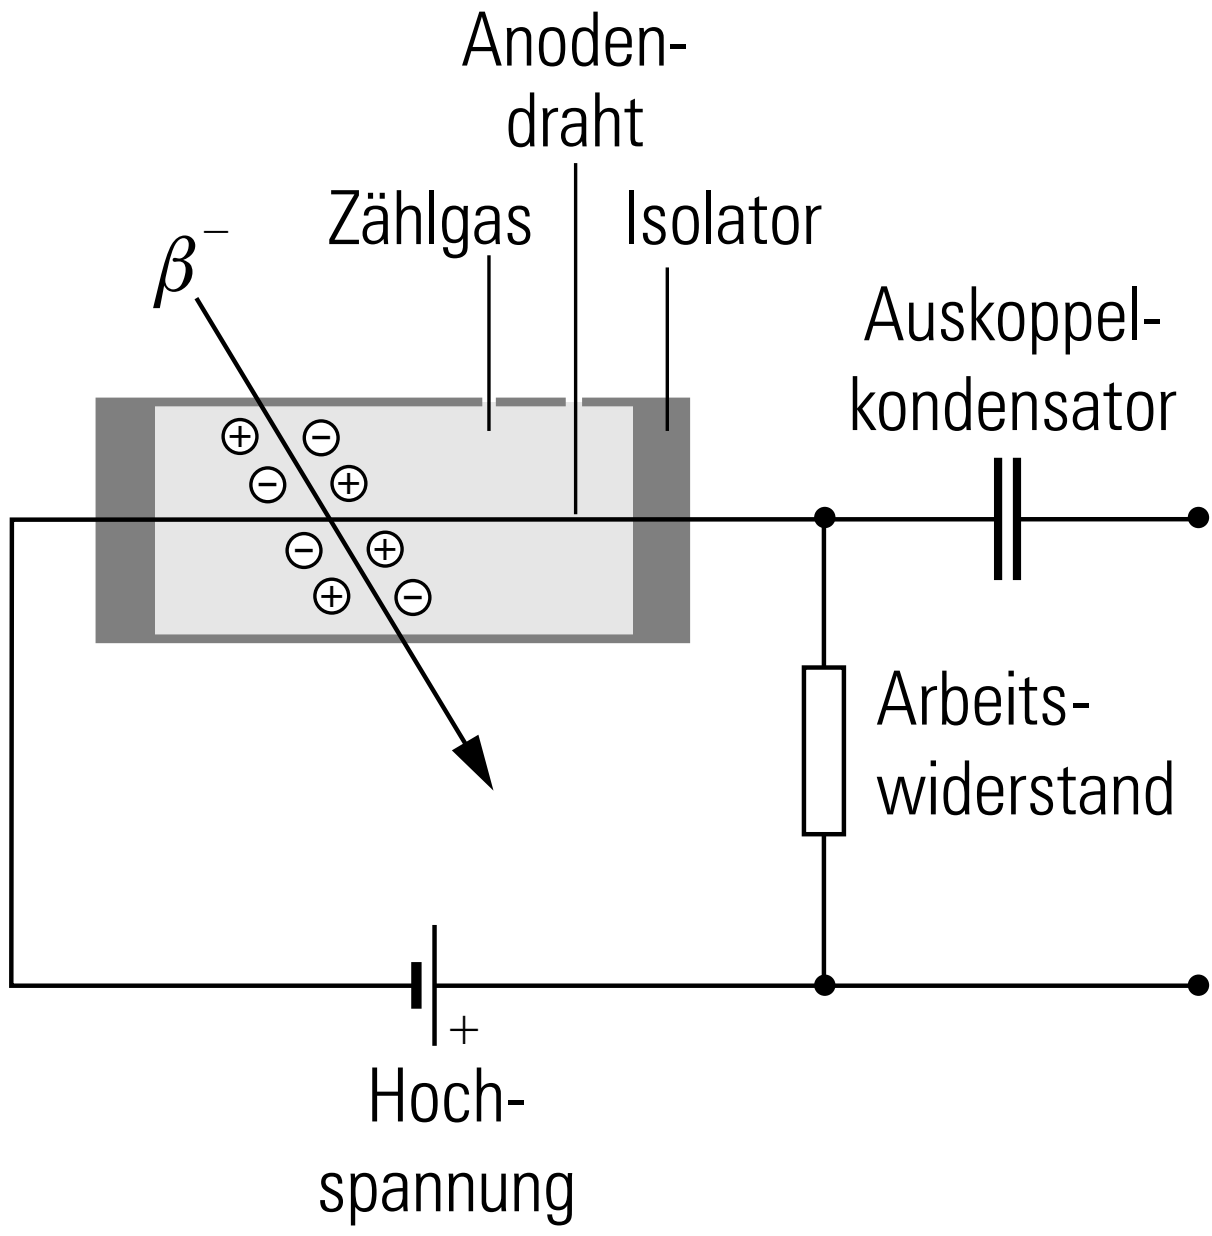 Anoden-
draht
Zählgas
Isolator
β⁻
Auskoppel-
kondensator
+ −
− +
− +
+ −
Arbeits-
widerstand
+
Hoch-
spannung